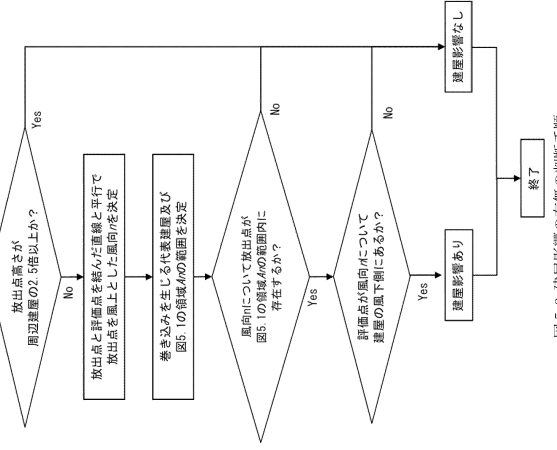 放出点高さが
周辺建屋の2.5倍以上か？
Yes
No
放出点と評価点を結んだ直線と平行で
放出点を風上とした風向nを決定
巻き込みを生じる代表建屋及び
図5.1の領域Anの範囲を決定
風向nについて放出点が
図5.1の領域Anの範囲内に
存在するか？
No
Yes
評価点が風向nについて
建屋の風下側にあるか？
No
Yes
建屋影響あり
建屋影響なし
終了